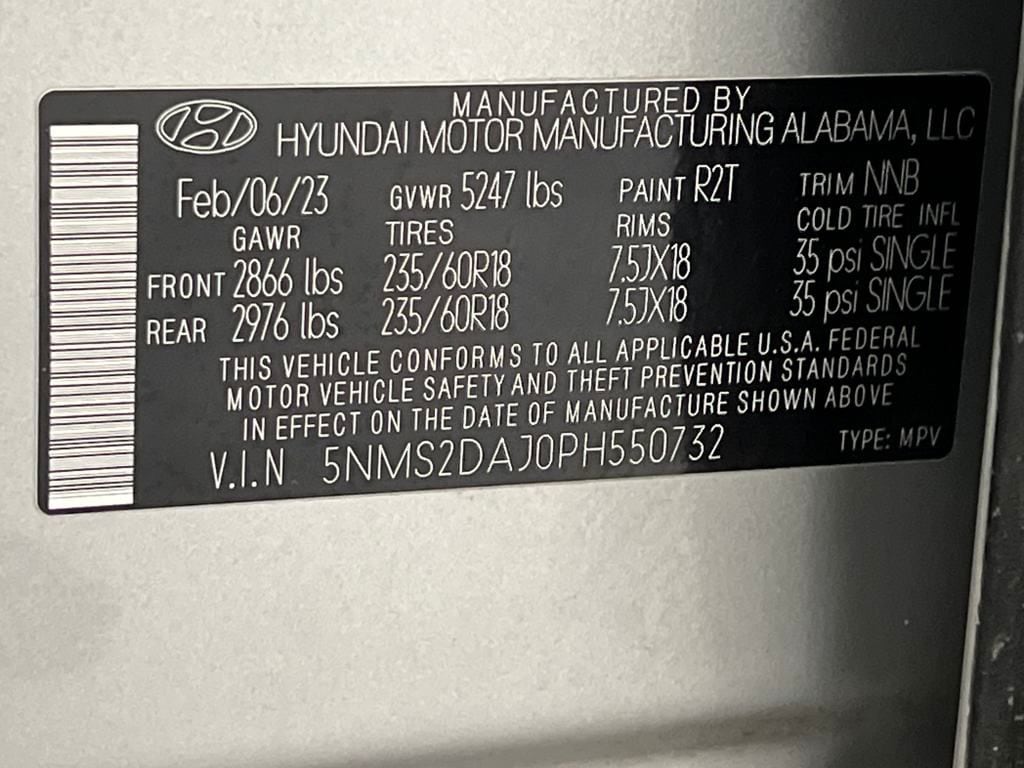 MANUFACTURED BY
HYUNDAI MOTOR MANUFACTURING ALABAMA, LLC
Feb/06/23 GVWR 5247 lbs PAINT R2T TRIM NNB
GAWR TIRES RIMS COLD TIRE INFL
FRONT 2866 lbs 235/60R18 7.5JX18 35 psi SINGLE
REAR 2976 lbs 235/60R18 7.5JX18 35 psi SINGLE
THIS VEHICLE CONFORMS TO ALL APPLICABLE U.S.A. FEDERAL
MOTOR VEHICLE SAFETY AND THEFT PREVENTION STANDARDS
IN EFFECT ON THE DATE OF MANUFACTURE SHOWN ABOVE
V.I.N 5NMS2DAJ0PH550732 TYPE: MPV